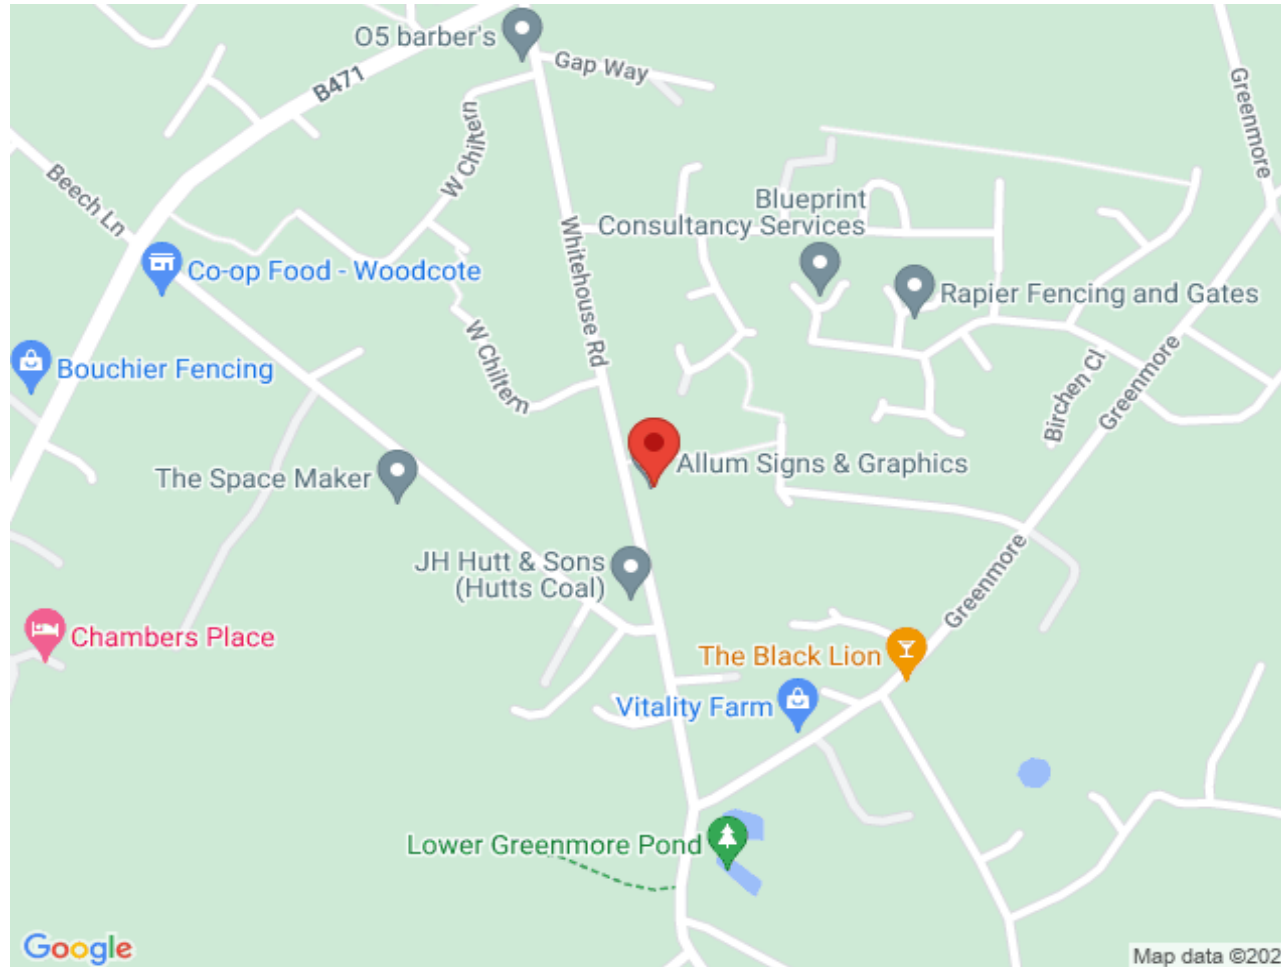 O5 barber's
Gap Way
B471
Greenmore
W Chiltern
Beech Ln
Blueprint
Consultancy Services
Whitehouse Rd
Co-op Food - Woodcote
Rapier Fencing and Gates
W Chiltern
Bouchier Fencing
Birchen Cl
Greenmore
The Space Maker
Allum Signs & Graphics
JH Hutt & Sons
(Hutts Coal)
Greenmore
Chambers Place
The Black Lion
Vitality Farm
Lower Greenmore Pond
Google
Map data ©202